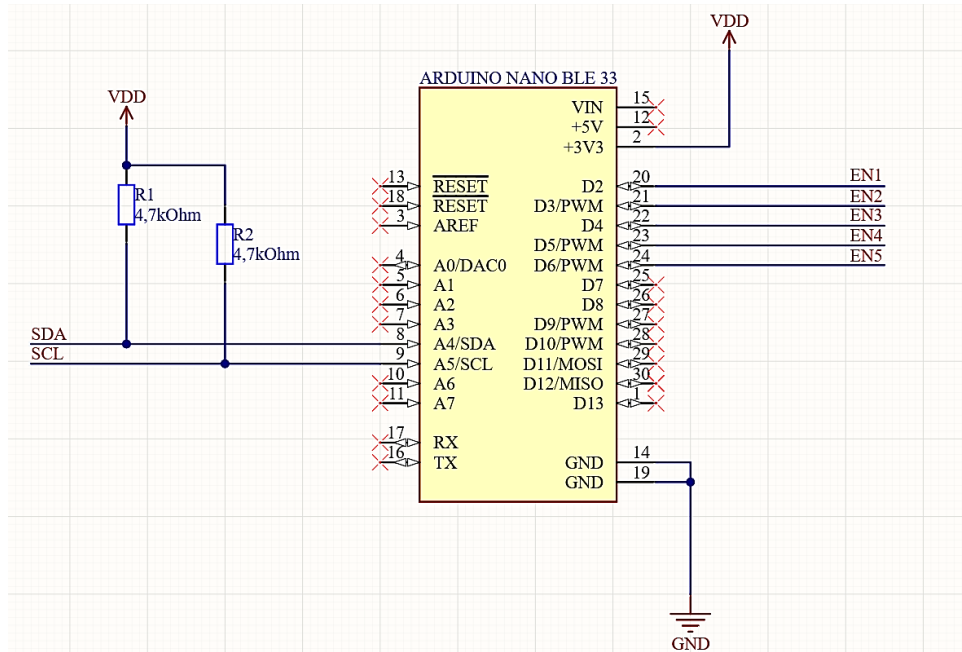 VDD
ARDUINO NANO BLE 33
VDD
R1
4,7kOhm
R2
4,7kOhm
SDA
SCL
13 RESET
18 RESET
3 AREF
4 A0/DAC0
5 A1
6 A2
7 A3
8 A4/SDA
9 A5/SCL
10 A6
11 A7
17 RX
16 TX
VIN 15
+5V 12
+3V3 2
D2 20 EN1
D3/PWM 21 EN2
D4 22 EN3
D5/PWM 23 EN4
D6/PWM 24 EN5
D7 25
D8 26
D9/PWM 27
D10/PWM 28
D11/MOSI 29
D12/MISO 30
D13 1
GND 14
GND 19
GND